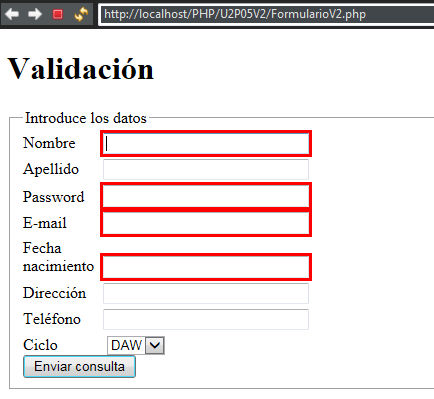 http://localhost/PHP/U2P05V2/FormularioV2.php
Validación
Introduce los datos
Nombre
Apellido
Password
E-mail
Fecha
nacimiento
Dirección
Teléfono
Ciclo DAW
Enviar consulta